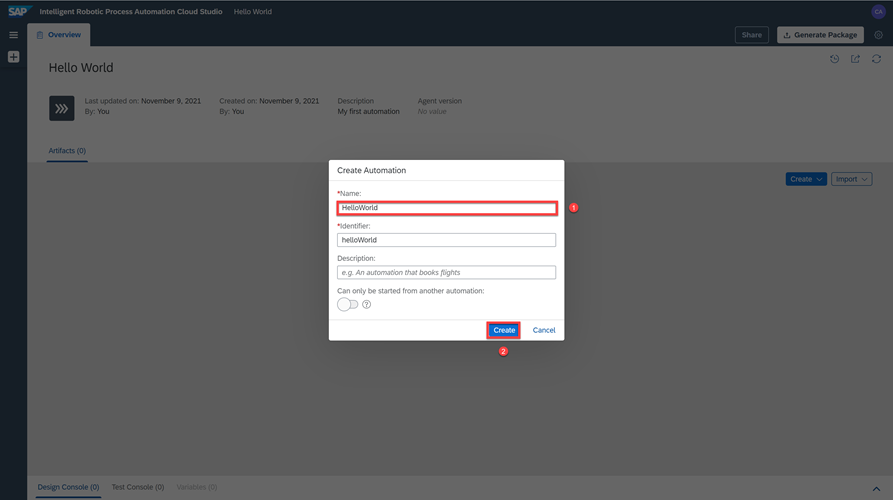 SAP Intelligent Robotic Process Automation Cloud Studio Hello World CA
Overview Share Generate Package
Hello World
Last updated on: November 9, 2021 Created on: November 9, 2021 Description Agent version
By: You By: You My first automation No value
Artifacts (0)
Create Import
Create Automation
*Name:
HelloWorld 1
*Identifier:
helloWorld
Description:
e.g. An automation that books flights
Can only be started from another automation:
?
Create Cancel
2
Design Console (0) Test Console (0) Variables (0)